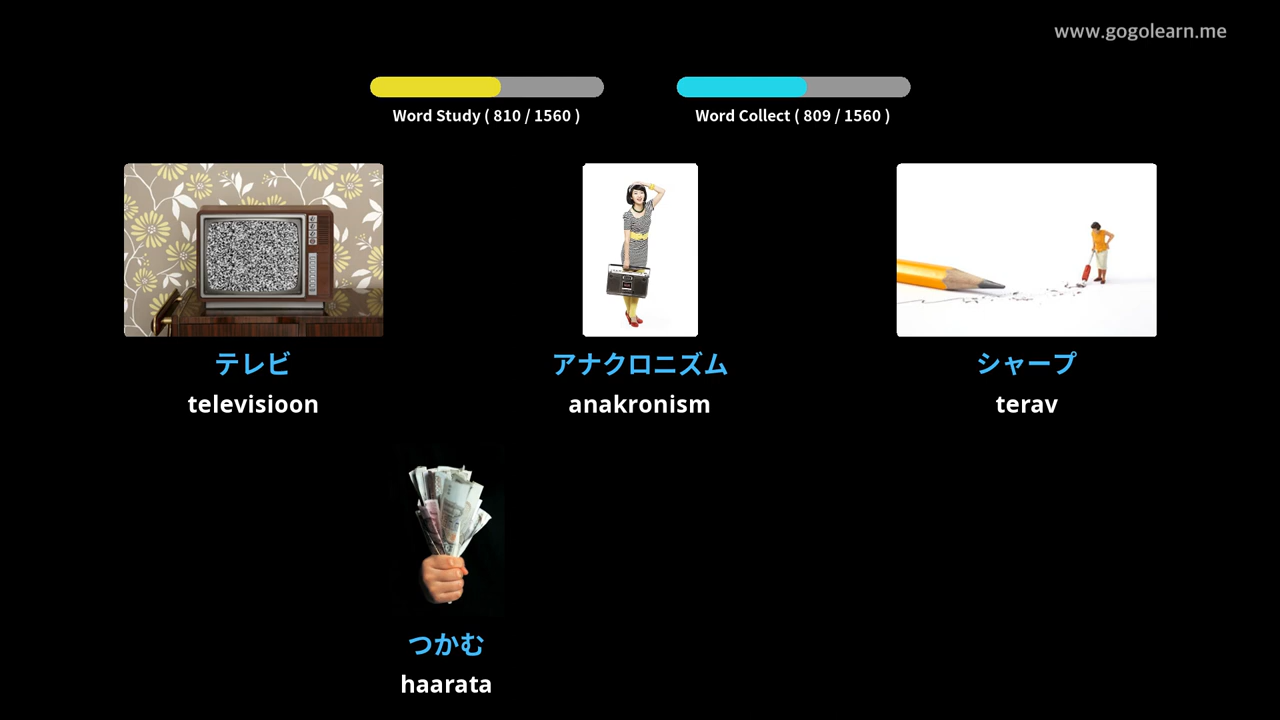 www.gogolearn.me
Word Study ( 810 / 1560 )
Word Collect ( 809 / 1560 )
テレビ
televisioon
アナクロニズム
anakronism
シャープ
terav
つかむ
haarata